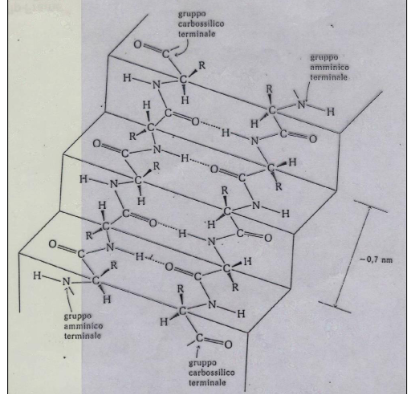 gruppo
carbossilico
terminale
O C
R
H N C
H
gruppo
amminico
terminale
R
C N H
H
H C O
R C
H N C O
O C N H
H
R
O C C
R
H N C
H
R
N H
C
H
H C O
R C
H N C O
O C N H
R
O C C H
R
H N C
H
~0,7 nm
R
N H
C
H
C O
gruppo
amminico
terminale
gruppo
carbossilico
terminale